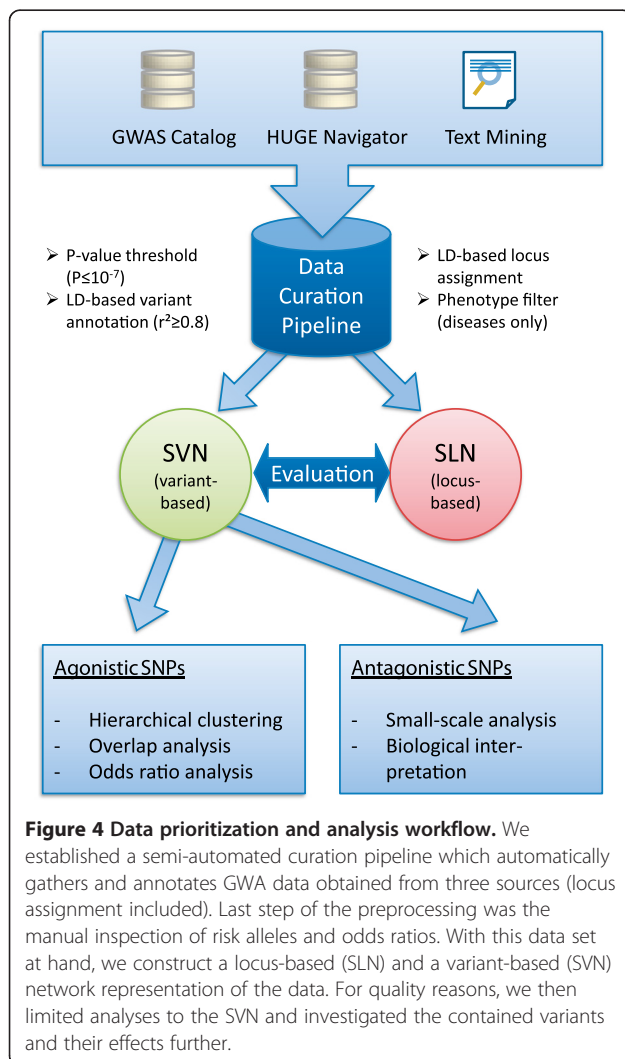 GWAS Catalog
HUGE Navigator
Text Mining
➢ P-value threshold
(P≤10⁻⁷)
➢ LD-based variant
annotation (r²≥0.8)
Data
Curation
Pipeline
➢ LD-based locus
assignment
➢ Phenotype filter
(diseases only)
SVN
(variant-
based)
Evaluation
SLN
(locus-
based)
Agonistic SNPs
- Hierarchical clustering
- Overlap analysis
- Odds ratio analysis
Antagonistic SNPs
- Small-scale analysis
- Biological inter-
pretation
Figure 4 Data prioritization and analysis workflow. We
established a semi-automated curation pipeline which automatically
gathers and annotates GWA data obtained from three sources (locus
assignment included). Last step of the preprocessing was the
manual inspection of risk alleles and odds ratios. With this data set
at hand, we construct a locus-based (SLN) and a variant-based (SVN)
network representation of the data. For quality reasons, we then
limited analyses to the SVN and investigated the contained variants
and their effects further.